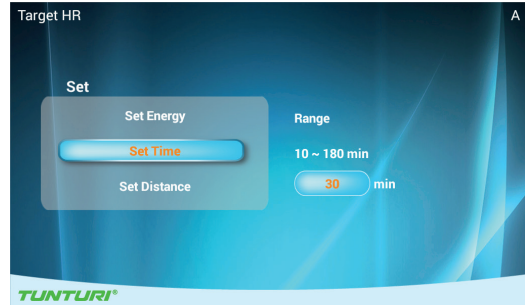 Target HR
A
Set
Set Energy
Set Time
Set Distance
Range
10 ~ 180 min
30 min
TUNTURI®